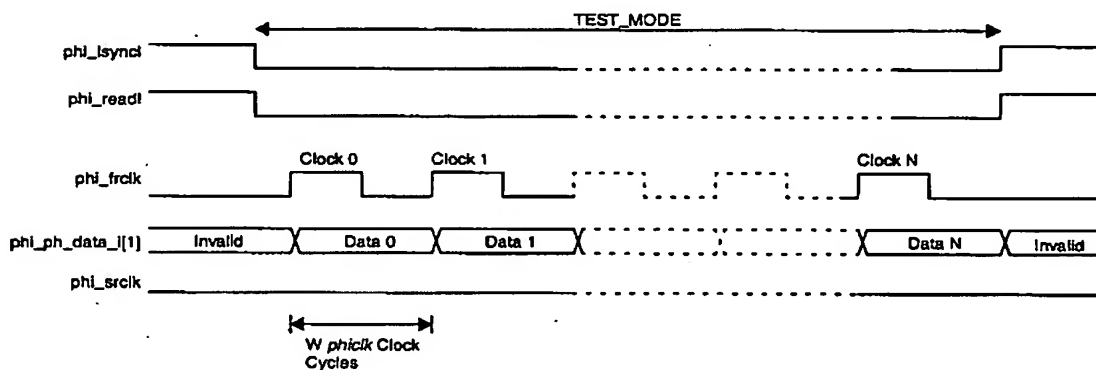 TEST_MODE
phi_lsyncl
phi_readl
Clock 0 Clock 1 Clock N
phi_frclk
phi_ph_data_i[1] Invalid Data 0 Data 1 Data N Invalid
phi_srclk
W phiclk Clock
Cycles